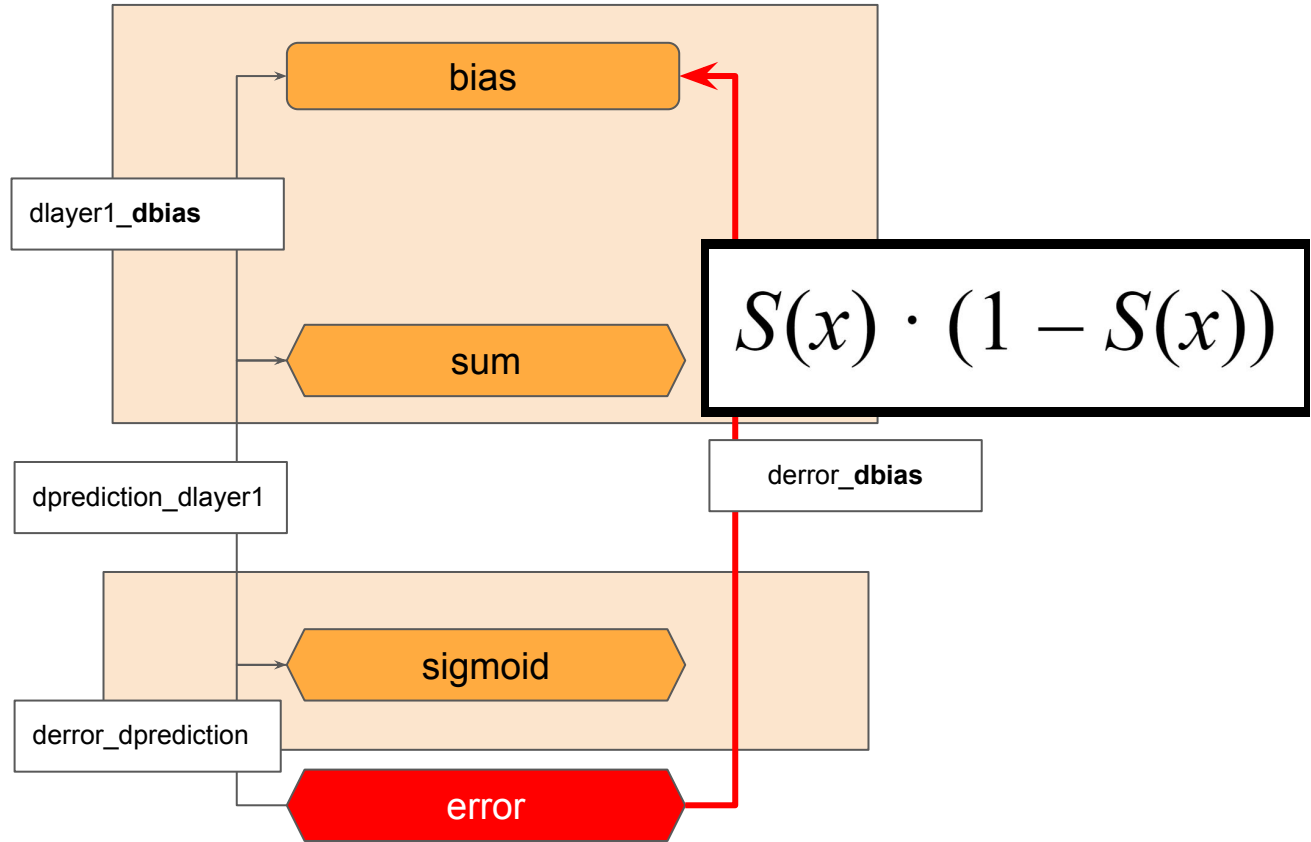 bias
dlayer1_dbias
S(x) · (1 – S(x))
sum
dprediction_dlayer1
derror_dbias
sigmoid
derror_dprediction
error